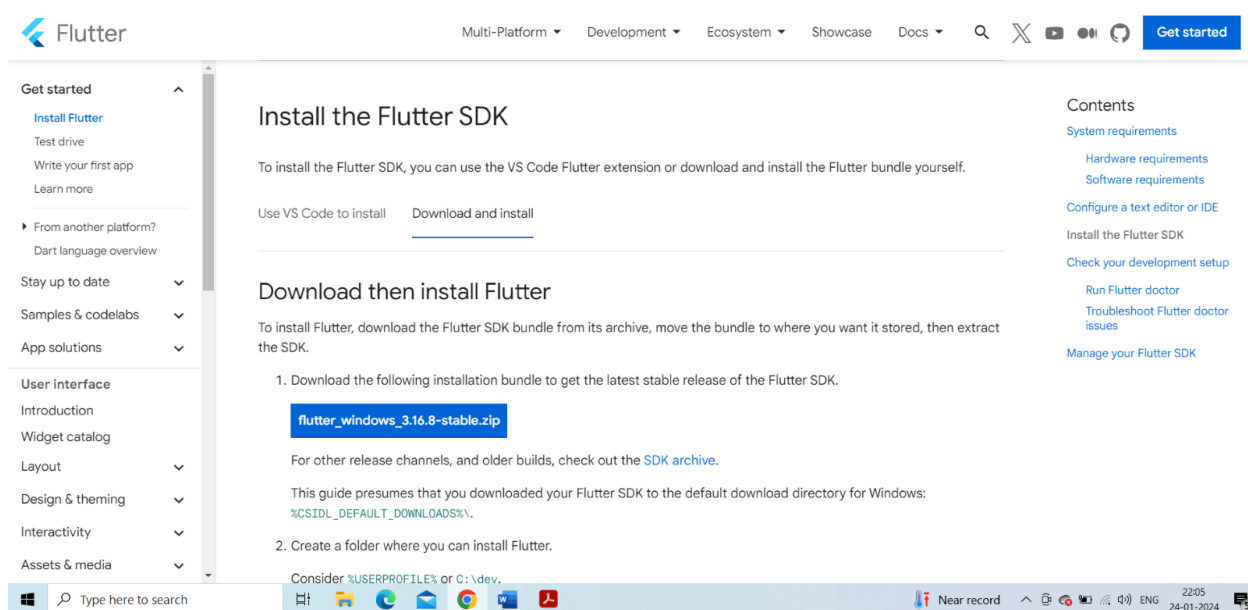 Flutter
Multi-Platform
Development
Ecosystem
Showcase
Docs
Get started
Get started
Install Flutter
Test drive
Write your first app
Learn more
From another platform?
Dart language overview
Stay up to date
Samples & codelabs
App solutions
User interface
Introduction
Widget catalog
Layout
Design & theming
Interactivity
Assets & media
Install the Flutter SDK
To install the Flutter SDK, you can use the VS Code Flutter extension or download and install the Flutter bundle yourself.
Use VS Code to install
Download and install
Download then install Flutter
To install Flutter, download the Flutter SDK bundle from its archive, move the bundle to where you want it stored, then extract
the SDK.
1. Download the following installation bundle to get the latest stable release of the Flutter SDK.
flutter_windows_3.16.8-stable.zip
For other release channels, and older builds, check out the SDK archive.
This guide presumes that you downloaded your Flutter SDK to the default download directory for Windows:
%CSIDL_DEFAULT_DOWNLOADS%\.
2. Create a folder where you can install Flutter.
Consider %USERPROFILE% or C:\dev.
Contents
System requirements
Hardware requirements
Software requirements
Configure a text editor or IDE
Install the Flutter SDK
Check your development setup
Run Flutter doctor
Troubleshoot Flutter doctor
issues
Manage your Flutter SDK
Type here to search
Near record
ENG
22:05
24-01-2024